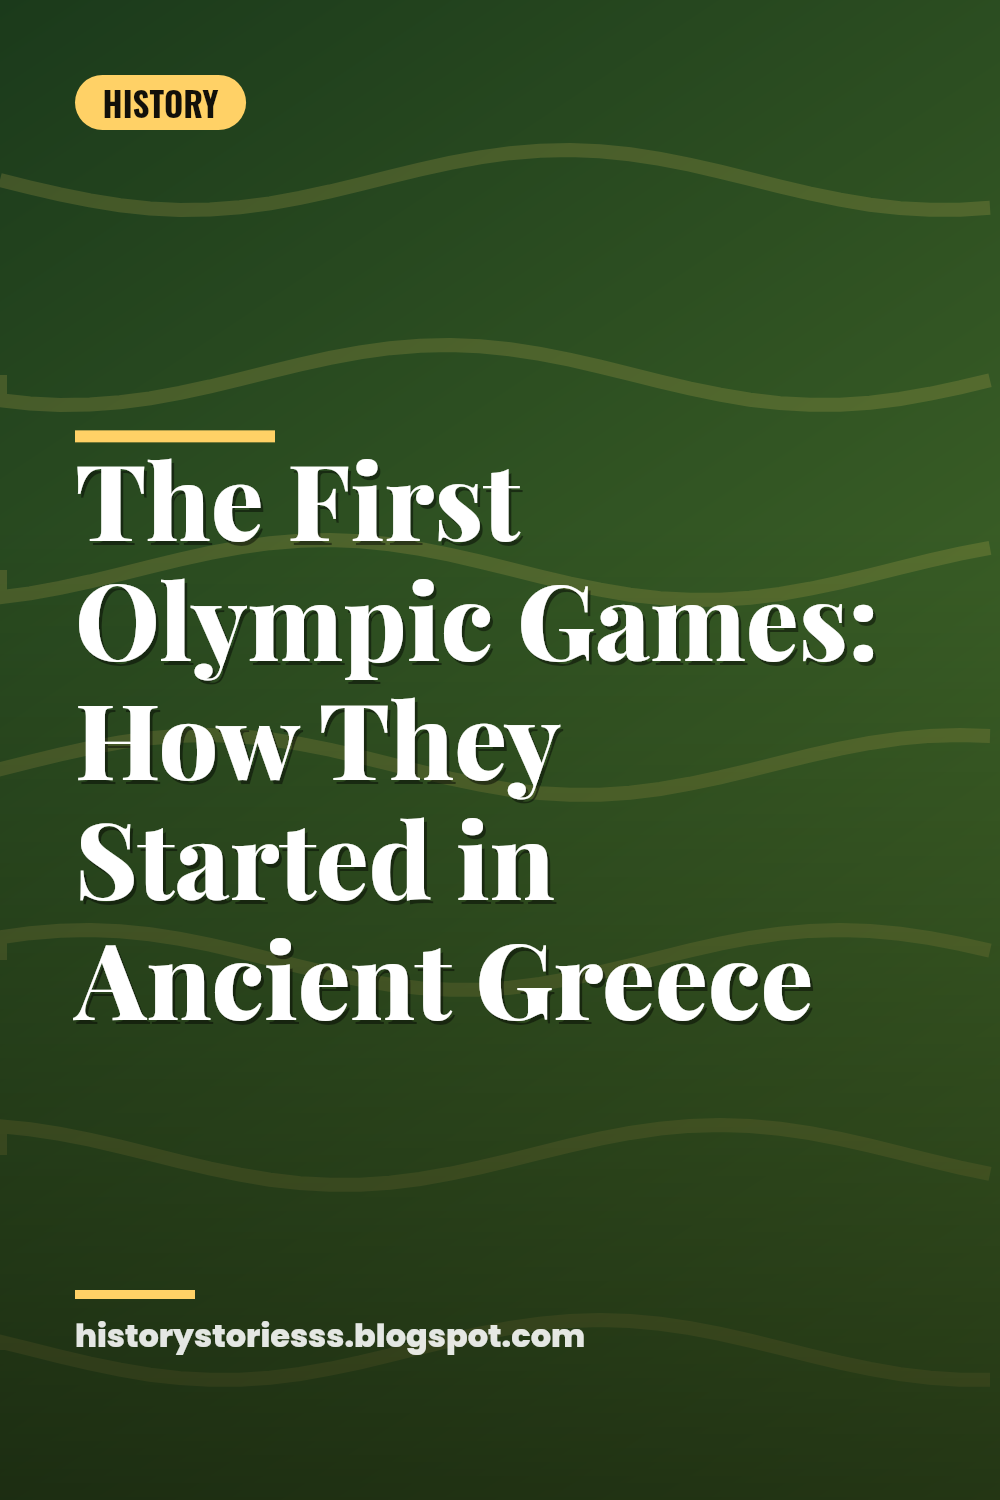 HISTORY
The First
Olympic Games:
How They
Started in
Ancient Greece
historystoriesss.blogspot.com